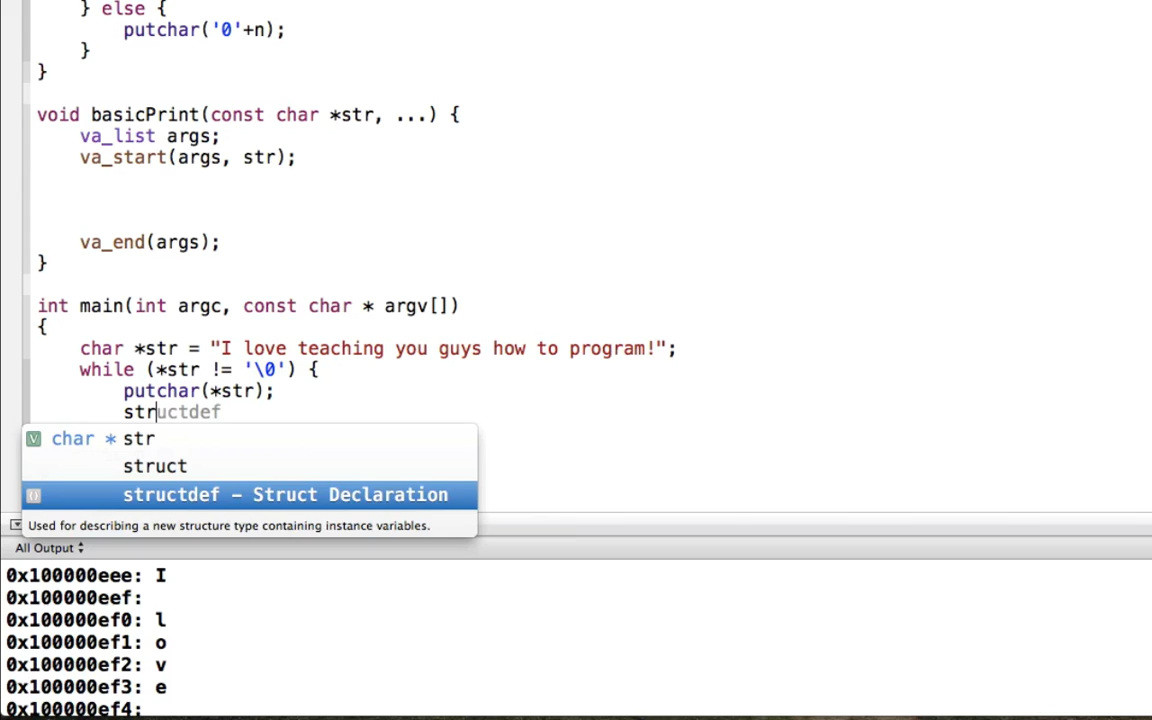 } else {
putchar('0'+n);
}
}
void basicPrint(const char *str, ...) {
va_list args;
va_start(args, str);
va_end(args);
}
int main(int argc, const char * argv[])
{
char *str = "I love teaching you guys how to program!";
while (*str != '\0') {
putchar(*str);
structdef
V char * str
struct
{} structdef – Struct Declaration
Used for describing a new structure type containing instance variables.
All Output
0x100000eee: I
0x100000eef:
0x100000ef0: l
0x100000ef1: o
0x100000ef2: v
0x100000ef3: e
0x100000ef4: